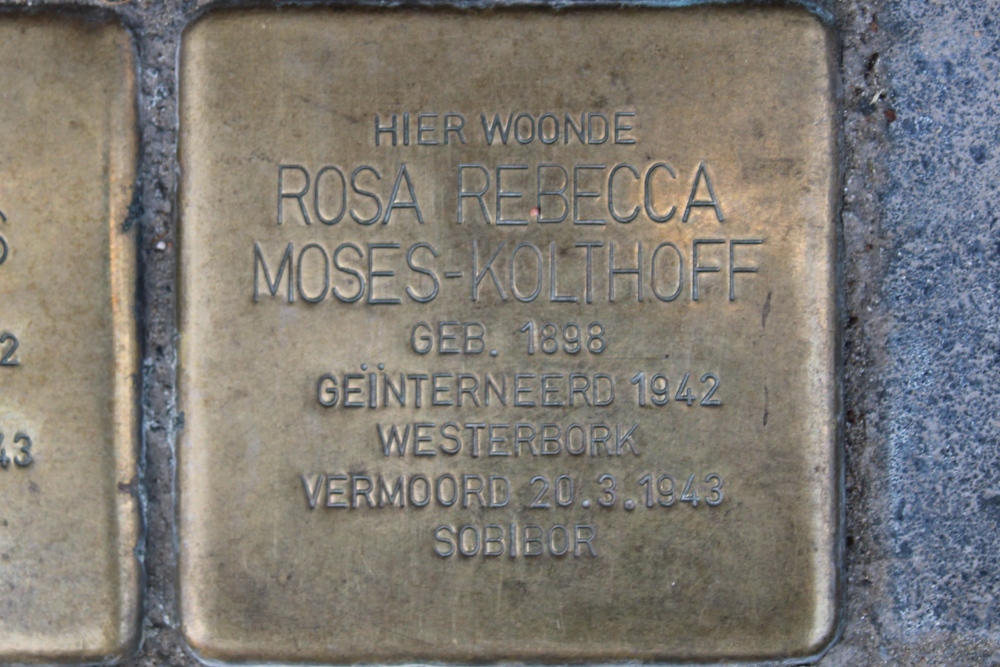 HIER WOONDE
ROSA REBECCA
MOSES-KOLTHOFF
GEB. 1898
GEÏNTERNEERD 1942
WESTERBORK
VERMOORD 20.3.1943
SOBIBOR